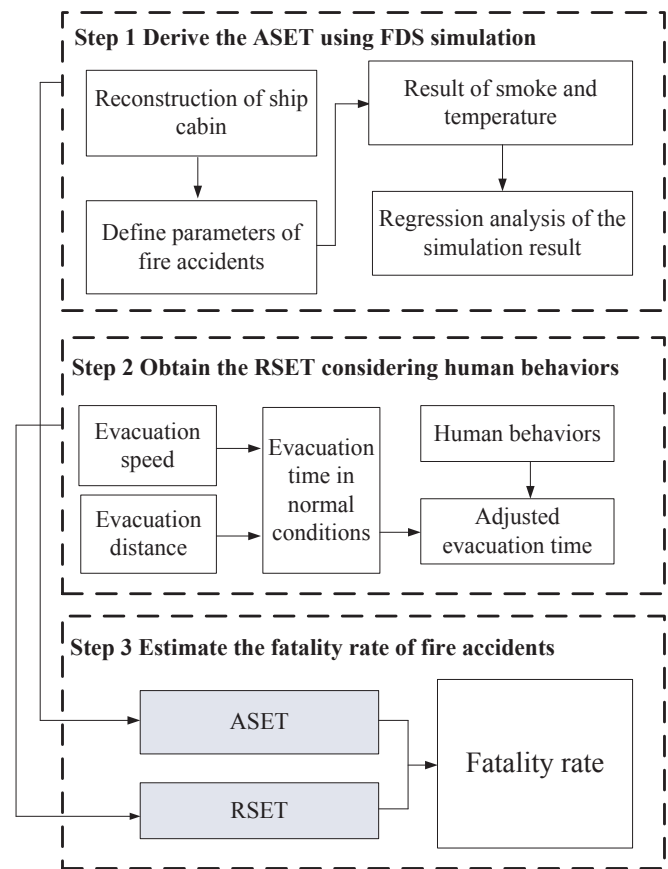 Step 1 Derive the ASET using FDS simulation
Reconstruction of ship
cabin
Define parameters of
fire accidents
Result of smoke and
temperature
Regression analysis of the
simulation result
Step 2 Obtain the RSET considering human behaviors
Evacuation
speed
Evacuation
distance
Evacuation
time in
normal
conditions
Human behaviors
Adjusted
evacuation time
Step 3 Estimate the fatality rate of fire accidents
ASET
RSET
Fatality rate